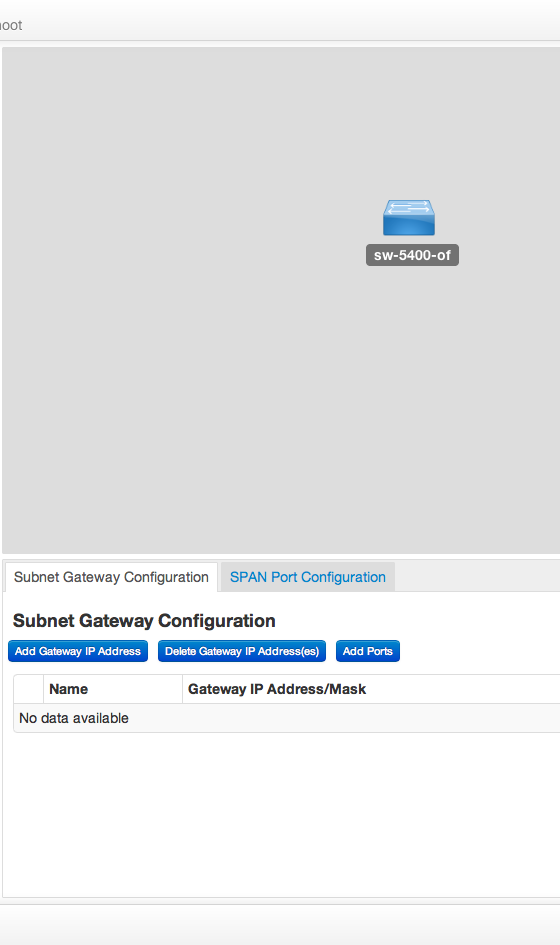 oot
sw-5400-of
Subnet Gateway Configuration SPAN Port Configuration
Subnet Gateway Configuration
Add Gateway IP Address Delete Gateway IP Address(es) Add Ports
Name Gateway IP Address/Mask
No data available